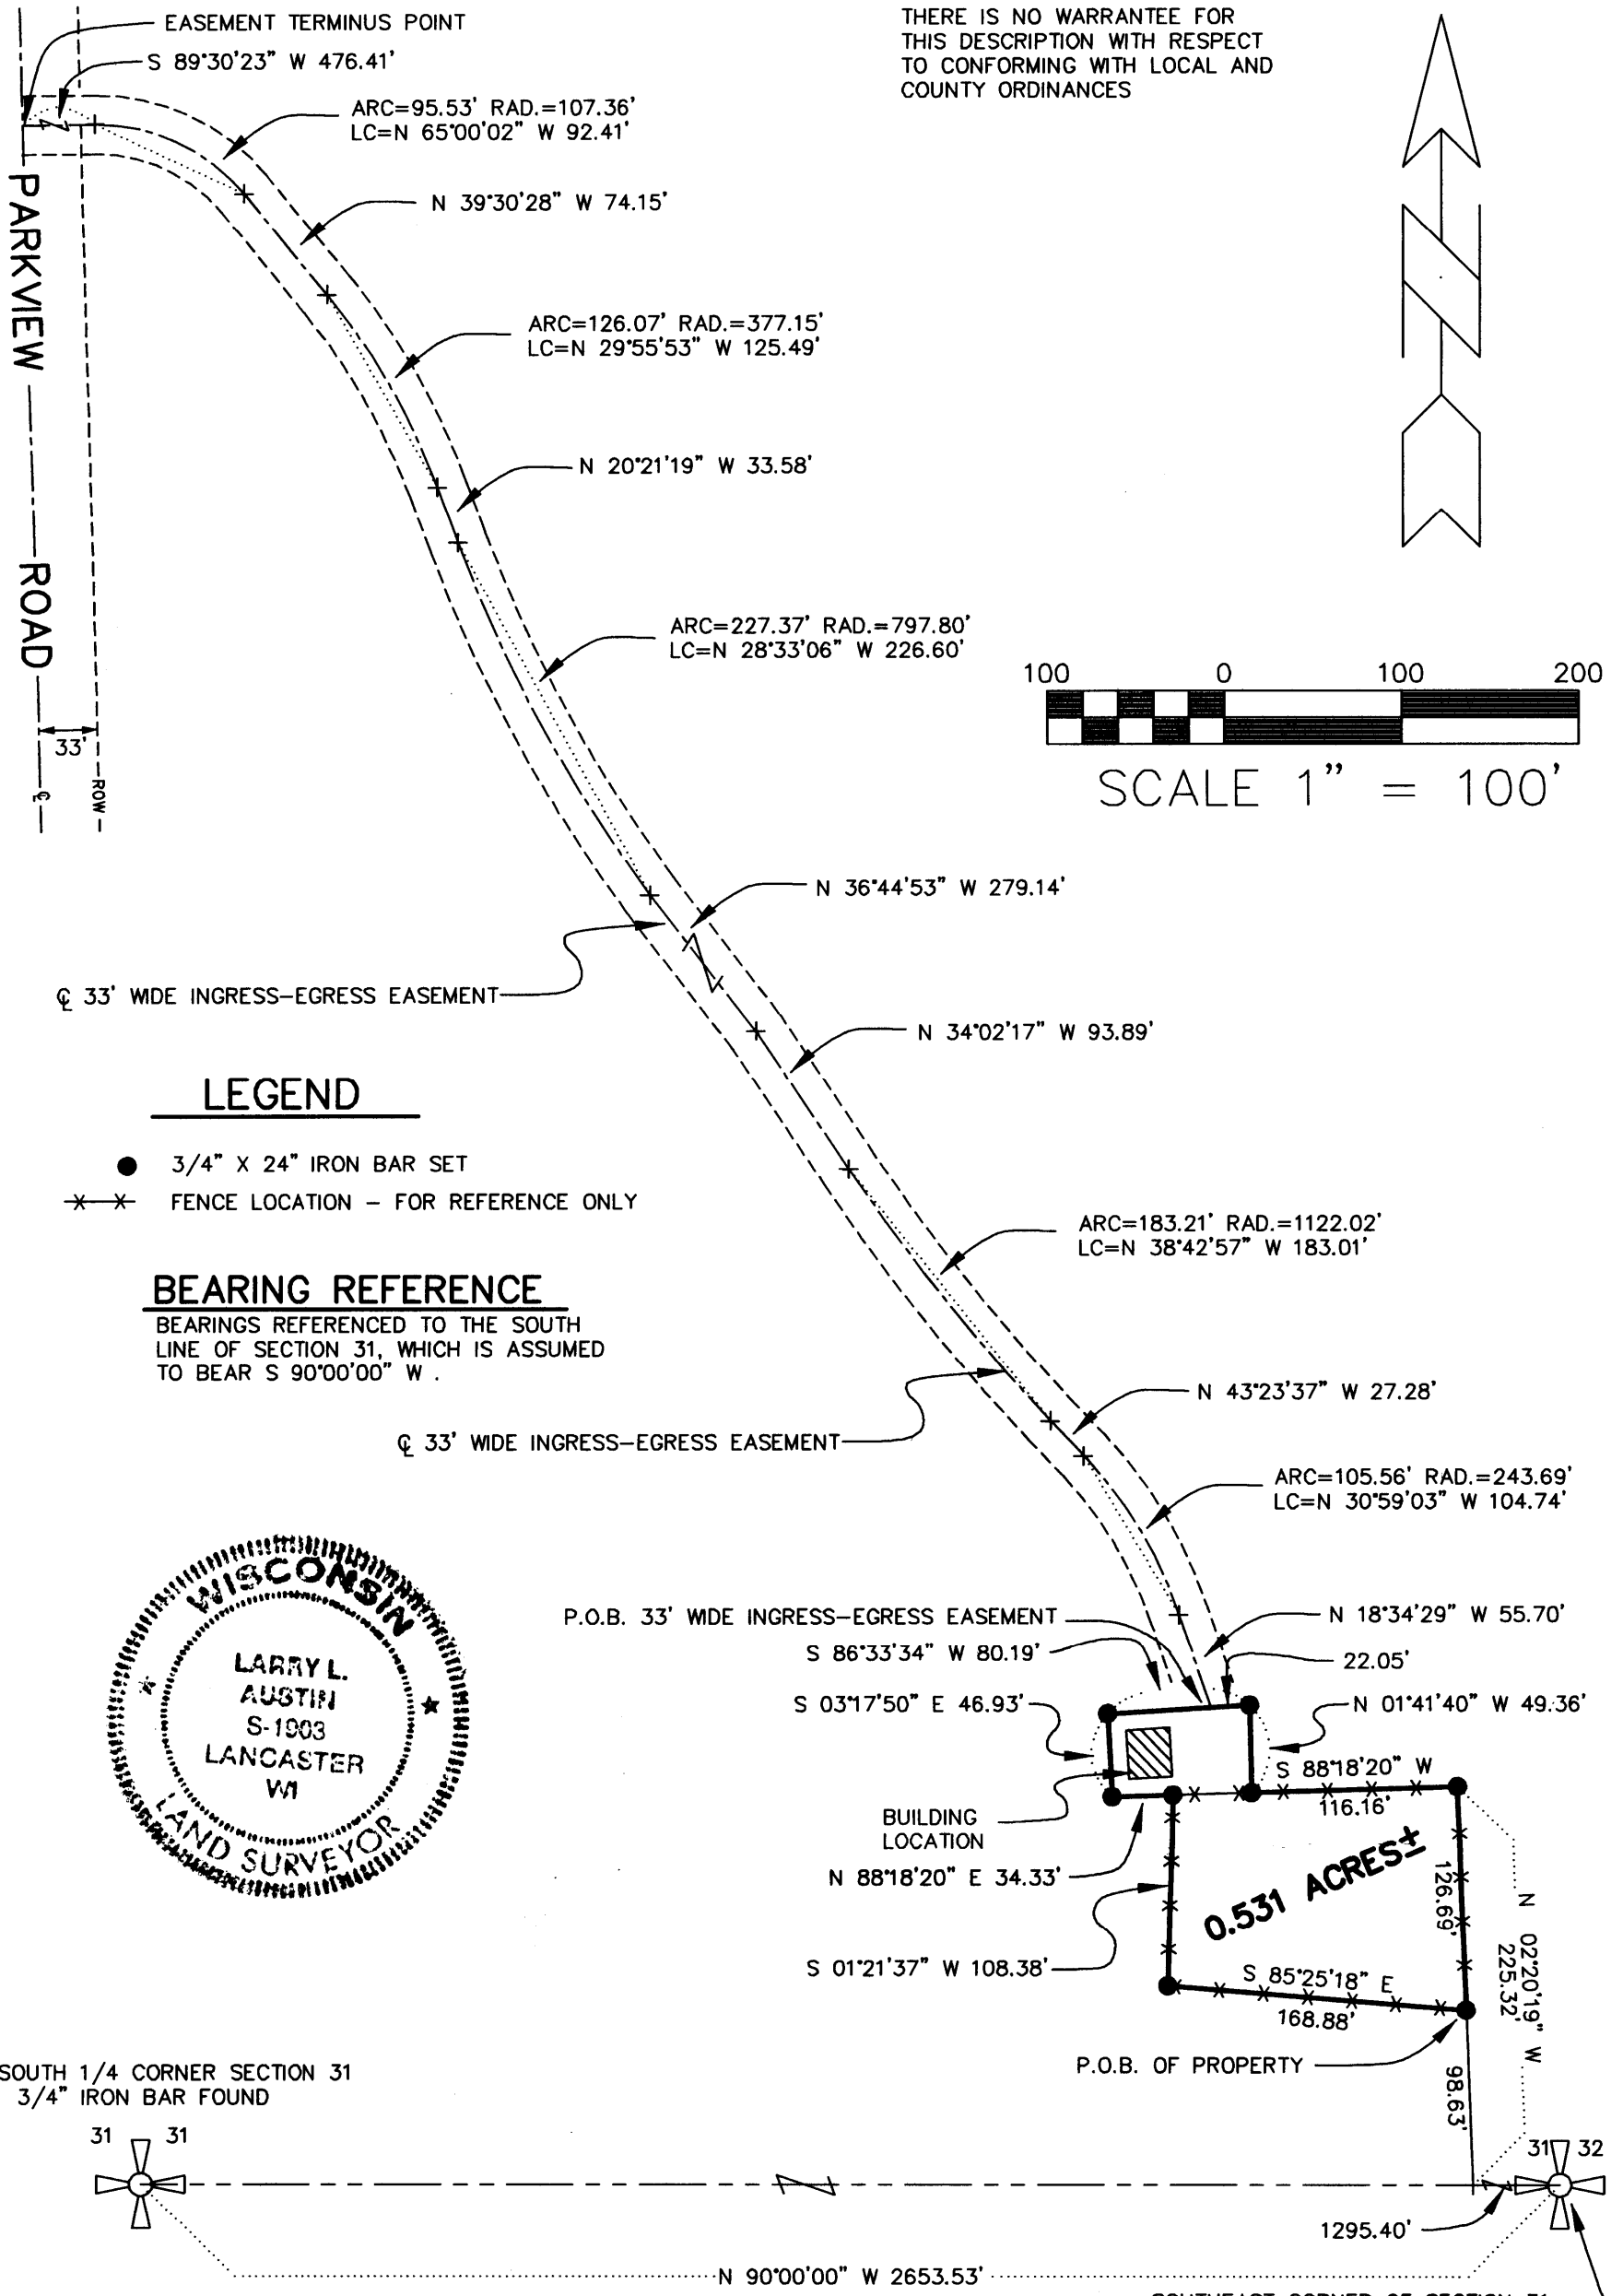 EASEMENT TERMINUS POINT
S 89°30'23" W 476.41'
THERE IS NO WARRANTEE FOR
THIS DESCRIPTION WITH RESPECT
TO CONFORMING WITH LOCAL AND
COUNTY ORDINANCES
ARC=95.53' RAD.=107.36'
LC=N 65°00'02" W 92.41'
N 39°30'28" W 74.15'
PARKVIEW ROAD
ARC=126.07' RAD.=377.15'
LC=N 29°55'53" W 125.49'
N 20°21'19" W 33.58'
ARC=227.37' RAD.=797.80'
LC=N 28°33'06" W 226.60'
100 0 100 200
SCALE 1" = 100'
33'
ROW
N 36°44'53" W 279.14'
℄ 33' WIDE INGRESS-EGRESS EASEMENT
N 34°02'17" W 93.89'
LEGEND
3/4" X 24" IRON BAR SET
FENCE LOCATION - FOR REFERENCE ONLY
ARC=183.21' RAD.=1122.02'
LC=N 38°42'57" W 183.01'
BEARING REFERENCE
BEARINGS REFERENCED TO THE SOUTH
LINE OF SECTION 31, WHICH IS ASSUMED
TO BEAR S 90°00'00" W .
N 43°23'37" W 27.28'
℄ 33' WIDE INGRESS-EGRESS EASEMENT
ARC=105.56' RAD.=243.69'
LC=N 30°59'03" W 104.74'
WISCONSIN
LARRY L.
AUSTIN
S-1903
LANCASTER
WI
LAND SURVEYOR
P.O.B. 33' WIDE INGRESS-EGRESS EASEMENT
N 18°34'29" W 55.70'
S 86°33'34" W 80.19'
22.05'
S 03°17'50" E 46.93'
N 01°41'40" W 49.36'
S 88°18'20" W
116.16'
BUILDING
LOCATION
N 88°18'20" E 34.33'
0.531 ACRES±
126.69'
N 02°20'19" W
225.32'
S 01°21'37" W 108.38'
S 85°25'18" E
168.88'
P.O.B. OF PROPERTY
98.63'
SOUTH 1/4 CORNER SECTION 31
3/4" IRON BAR FOUND
31 31
31 32
1295.40'
N 90°00'00" W 2653.53'
SOUTHEAST CORNER OF SECTION 31